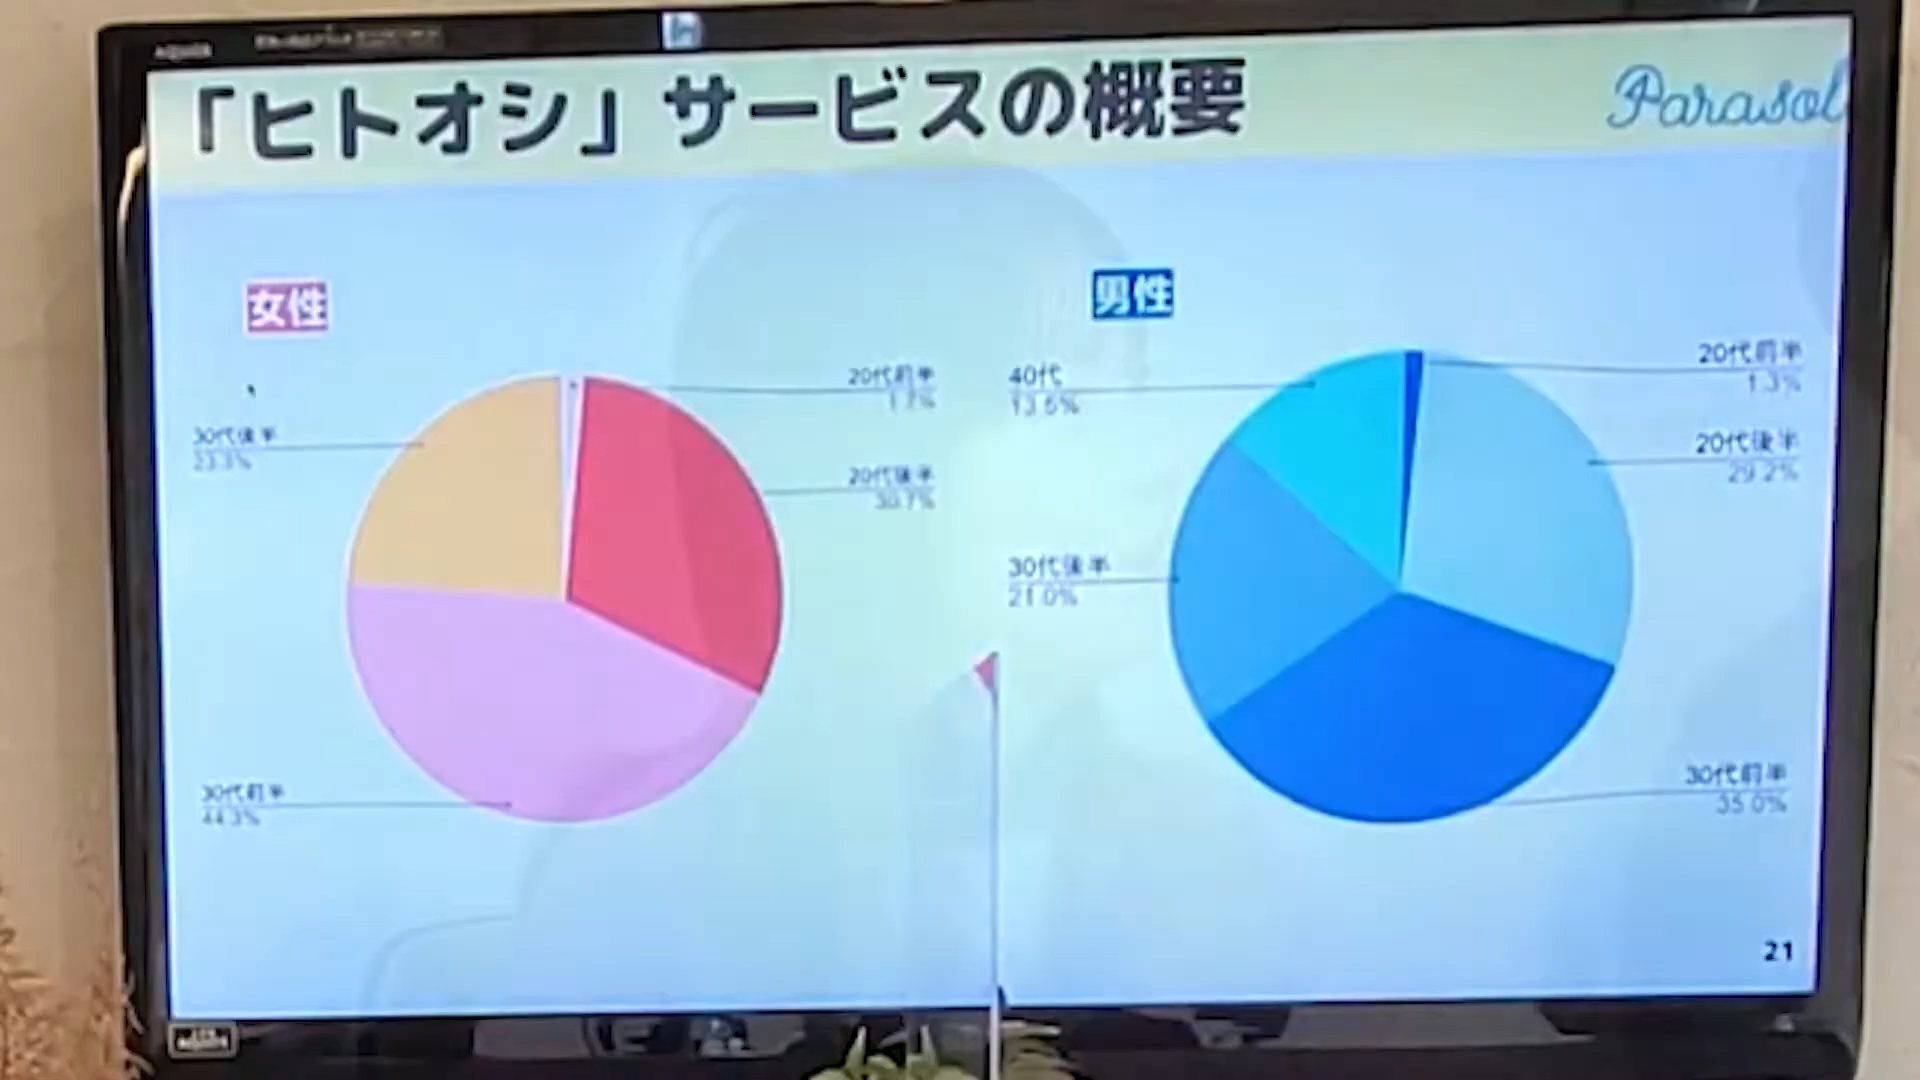 AQUOS
「ヒトオシ」サービスの概要
Parasol
女性
20代前半
1.7%
20代後半
30.7%
30代前半
44.3%
30代後半
23.3%
男性
20代前半
1.3%
20代後半
29.2%
30代前半
35.0%
30代後半
21.0%
40代
13.5%
21